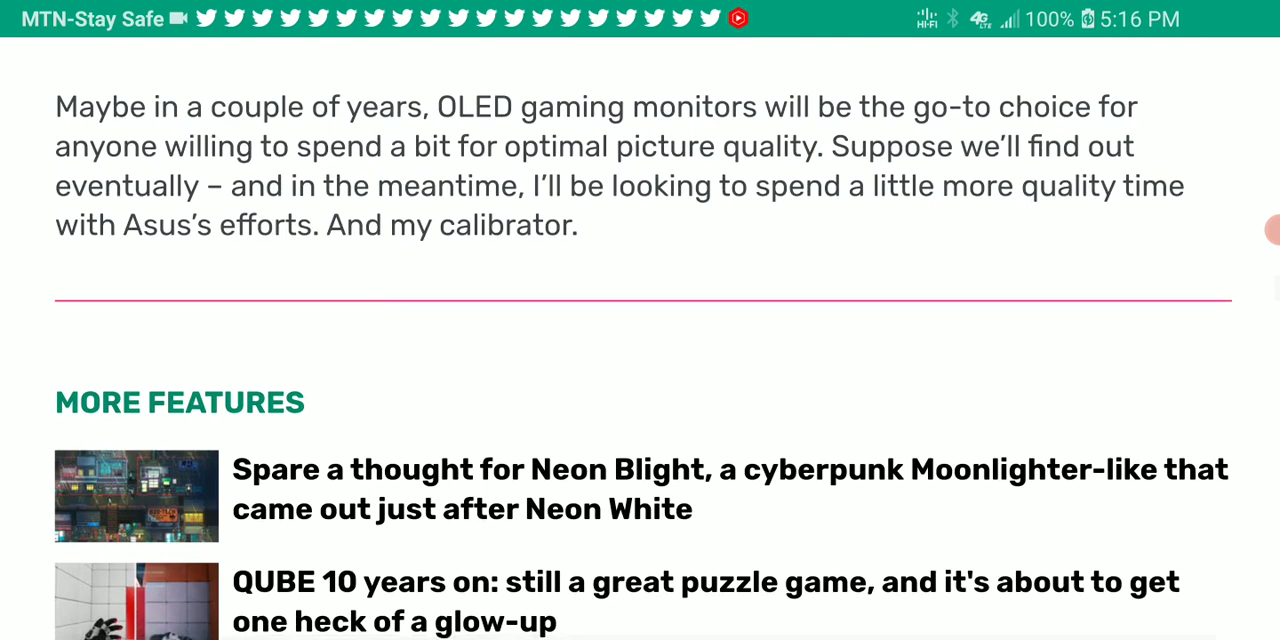 MTN-Stay Safe HI-FI 4G LTE 100% 5:16 PM
Maybe in a couple of years, OLED gaming monitors will be the go-to choice for
anyone willing to spend a bit for optimal picture quality. Suppose we’ll find out
eventually – and in the meantime, I’ll be looking to spend a little more quality time
with Asus’s efforts. And my calibrator.
MORE FEATURES
Spare a thought for Neon Blight, a cyberpunk Moonlighter-like that
came out just after Neon White
QUBE 10 years on: still a great puzzle game, and it's about to get
one heck of a glow-up